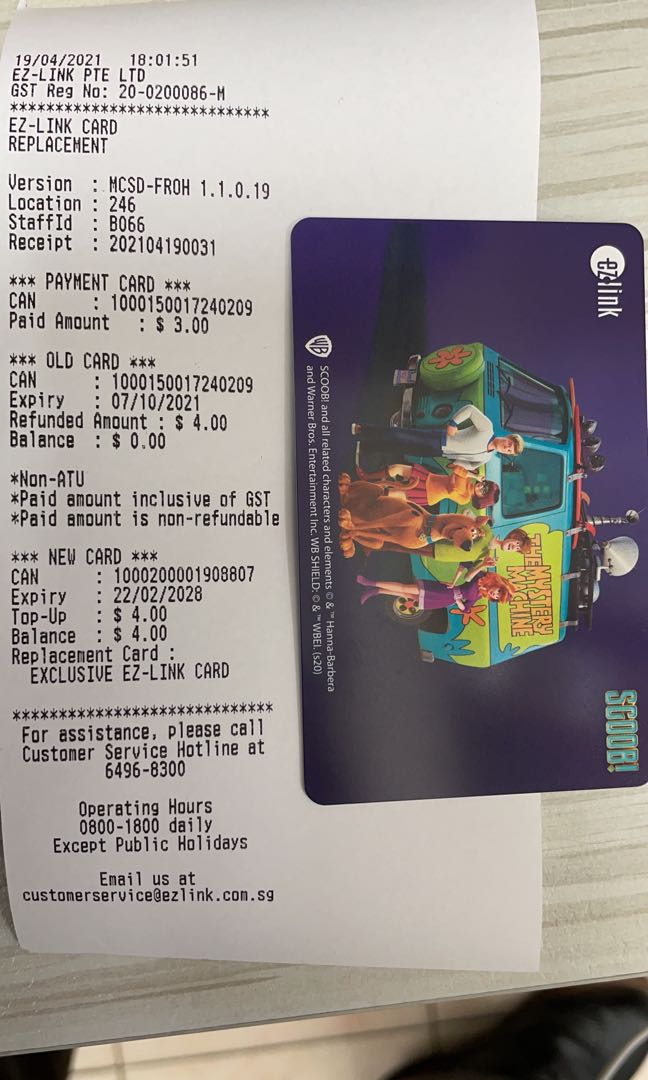 19/04/2021 18:01:51
EZ-LINK PTE LTD
GST Reg No: 20-0200086-M
*****************************
EZ-LINK CARD
REPLACEMENT
Version : MCSD-FROH 1.1.0.19
Location : 246
StaffId : B066
Receipt : 202104190031
*** PAYMENT CARD ***
CAN : 1000150017240209
Paid Amount : $ 3.00
*** OLD CARD ***
CAN : 1000150017240209
Expiry : 07/10/2021
Refunded Amount : $ 4.00
Balance : $ 0.00
*Non-ATU
*Paid amount inclusive of GST
*Paid amount is non-refundable
*** NEW CARD ***
CAN : 1000200001908807
Expiry : 22/02/2028
Top-Up : $ 4.00
Balance : $ 4.00
Replacement Card :
EXCLUSIVE EZ-LINK CARD
*****************************
For assistance, please call
Customer Service Hotline at
6496-8300
Operating Hours
0800-1800 daily
Except Public Holidays
Email us at
customerservice@ezlink.com.sg
ez link
WB
SCOOB! and all related characters and elements © & ™ Hanna-Barbera
and Warner Bros. Entertainment Inc. WB SHIELD: © & ™ WBEI. (s20)
THE MYSTERY
MACHINE
SCOOB!